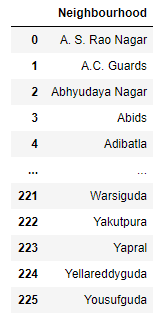 Neighbourhood
0 A. S. Rao Nagar
1 A.C. Guards
2 Abhyudaya Nagar
3 Abids
4 Adibatla
... ...
221 Warsiguda
222 Yakutpura
223 Yapral
224 Yellareddyguda
225 Yousufguda